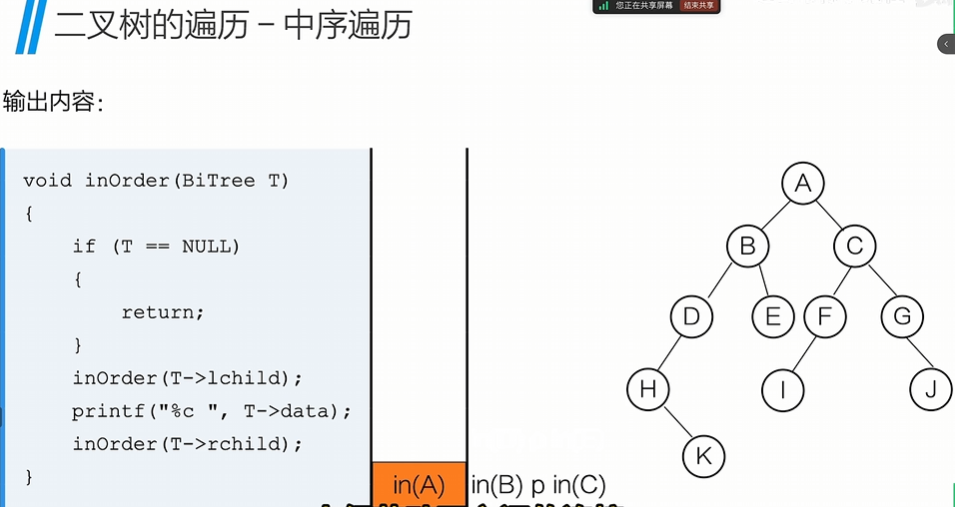 二叉树的遍历 – 中序遍历
您正在共享屏幕 结束共享
输出内容：
void inOrder(BiTree T)
{
if (T == NULL)
{
return;
}
inOrder(T->lchild);
printf("%c ", T->data);
inOrder(T->rchild);
}
in(A) in(B) p in(C)
A
B C
D E F G
H I J
K